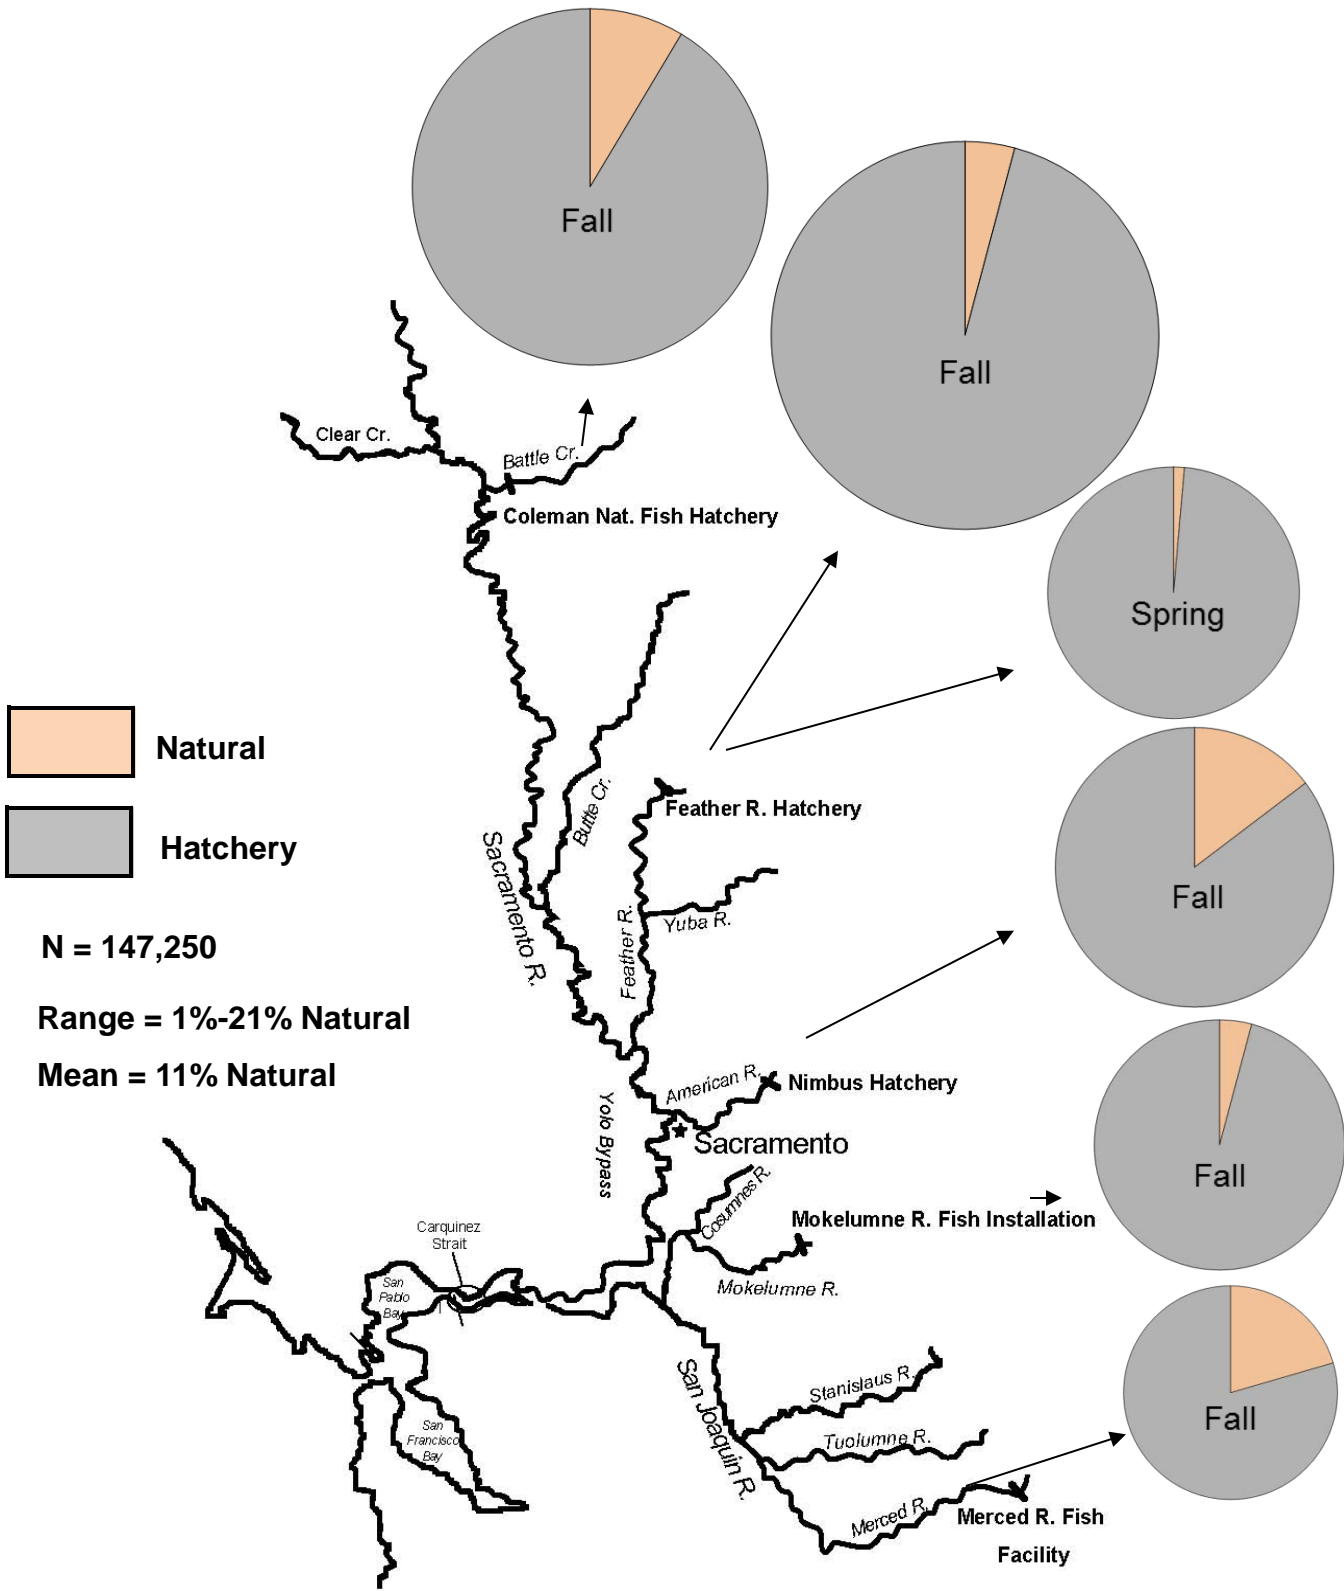 Fall
Fall
Clear Cr.
Battle Cr.
Coleman Nat. Fish Hatchery
Spring
Natural
Hatchery
Butte Cr.
Feather R. Hatchery
Sacramento R.
Feather R.
Yuba R.
Fall
N = 147,250
Range = 1%-21% Natural
Mean = 11% Natural
American R.
Nimbus Hatchery
Yolo Bypass
Sacramento
Fall
Cosumnes R.
Mokelumne R. Fish Installation
Carquinez
Strait
Mokelumne R.
San
Pablo
Bay
San Joaquin R.
Stanislaus R.
Fall
San
Francisco
Bay
Tuolumne R.
Merced R.
Merced R. Fish
Facility